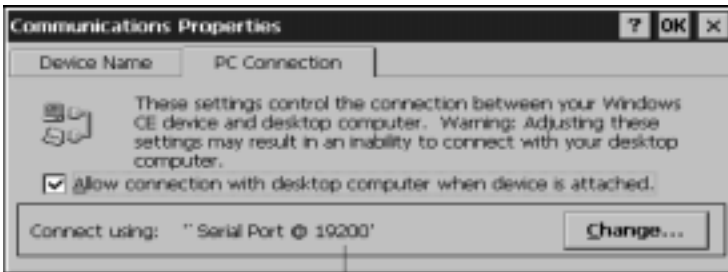 Communications Properties ? OK ×
Device Name PC Connection
These settings control the connection between your Windows
CE device and desktop computer. Warning: Adjusting these
settings may result in an inability to connect with your desktop
computer.
Allow connection with desktop computer when device is attached.
Connect using: `` Serial Port @ 19200' Change...